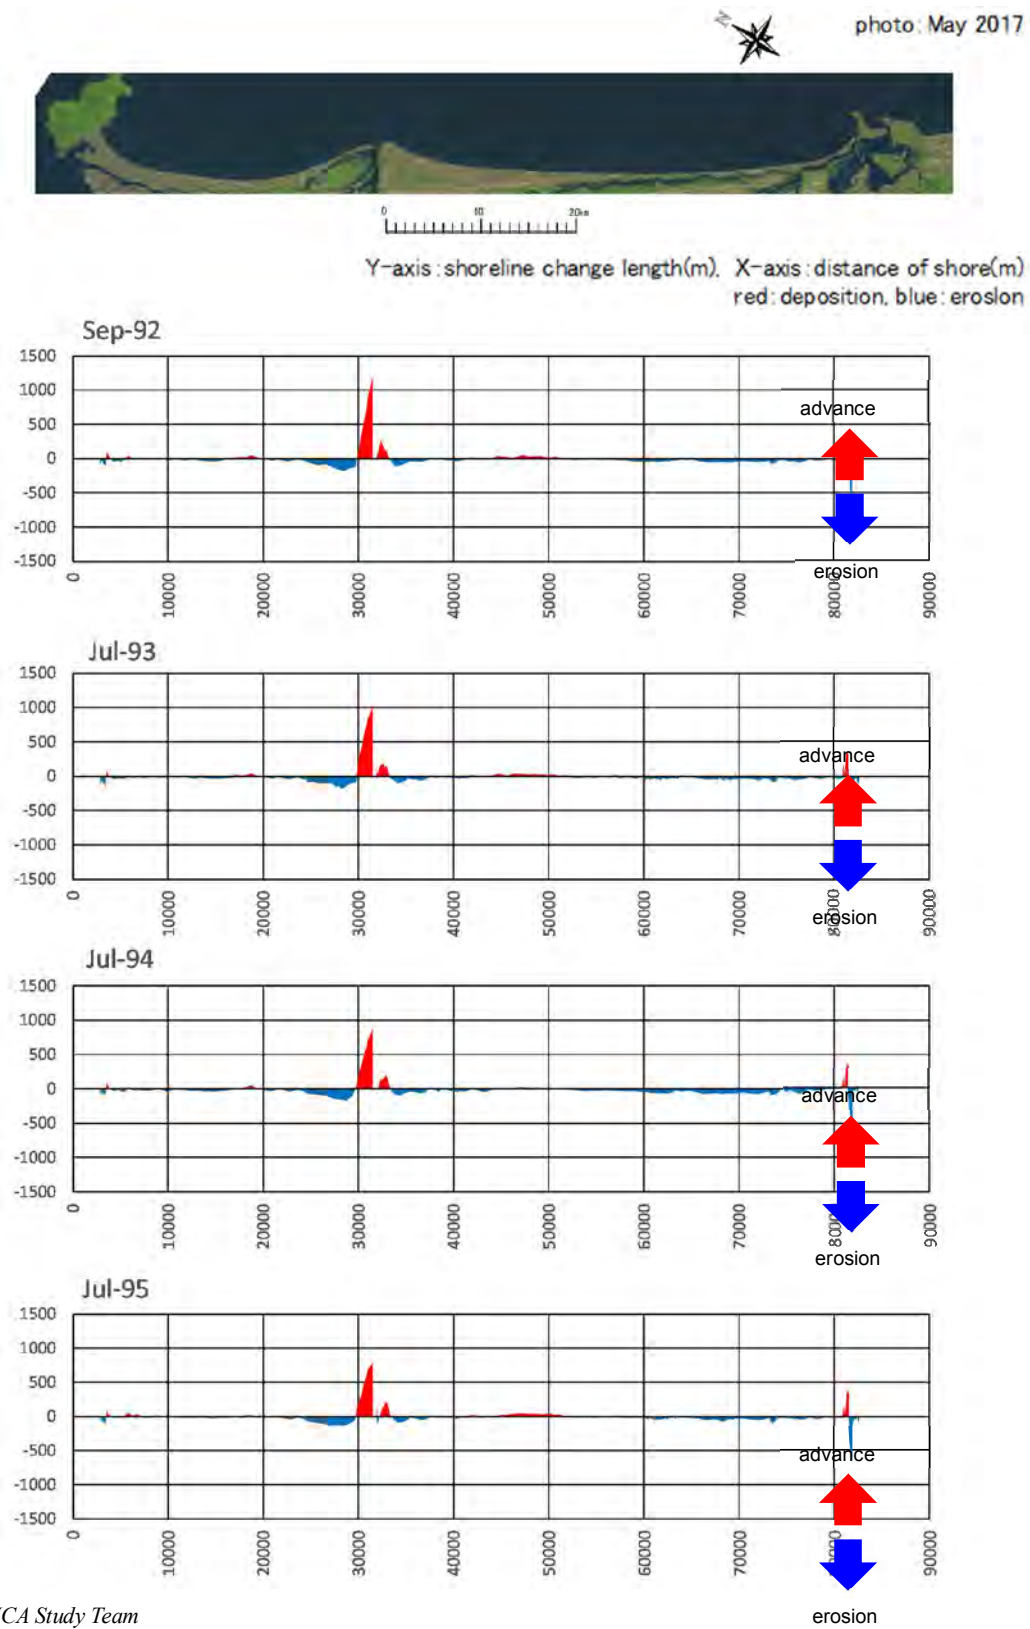 N
photo: May 2017
0 10 20km
Y-axis: shoreline change length(m), X-axis: distance of shore(m)
red: deposition, blue: erosion
Sep-92
1500
1000
500
0
-500
-1000
-1500
advance
erosion
0 10000 20000 30000 40000 50000 60000 70000 80000 90000
Jul-93
1500
1000
500
0
-500
-1000
-1500
advance
erosion
0 10000 20000 30000 40000 50000 60000 70000 80000 90000
Jul-94
1500
1000
500
0
-500
-1000
-1500
advance
erosion
0 10000 20000 30000 40000 50000 60000 70000 80000 90000
Jul-95
1500
1000
500
0
-500
-1000
-1500
advance
erosion
0 10000 20000 30000 40000 50000 60000 70000 80000 90000
ICA Study Team